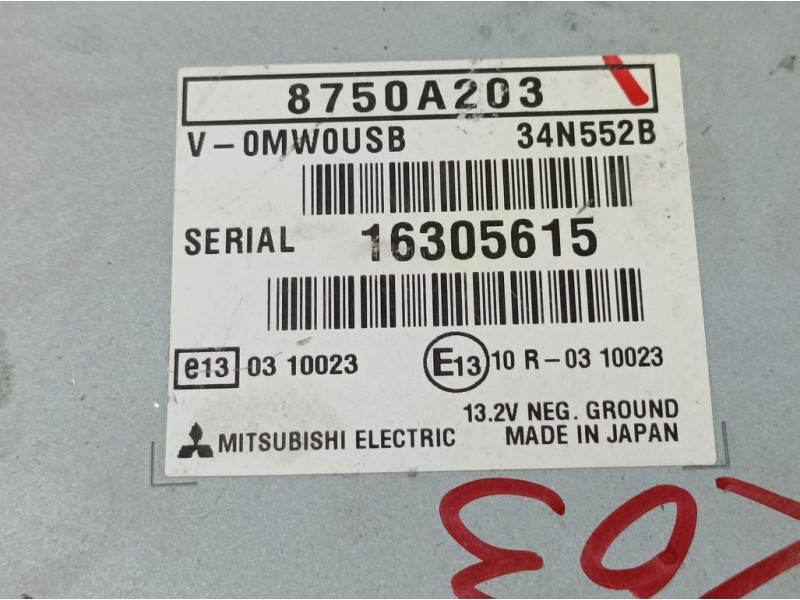 8750A203
V-0MW0USB 34N552B
SERIAL 16305615
e13 03 10023 E13 10 R-03 10023
13.2V NEG. GROUND
MITSUBISHI ELECTRIC MADE IN JAPAN